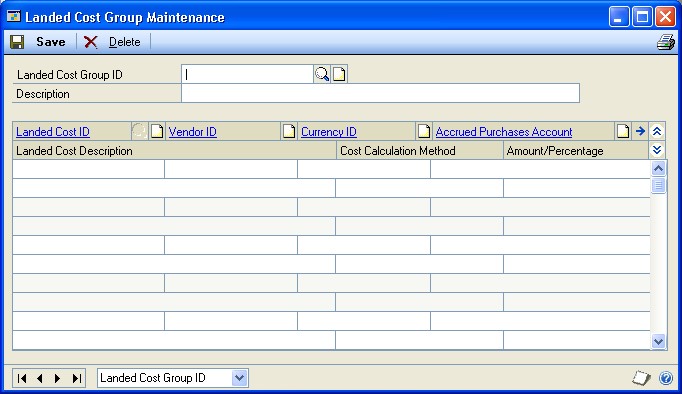 Landed Cost Group Maintenance
Save Delete
Landed Cost Group ID
Description
Landed Cost ID Vendor ID Currency ID Accrued Purchases Account
Landed Cost Description Cost Calculation Method Amount/Percentage
Landed Cost Group ID